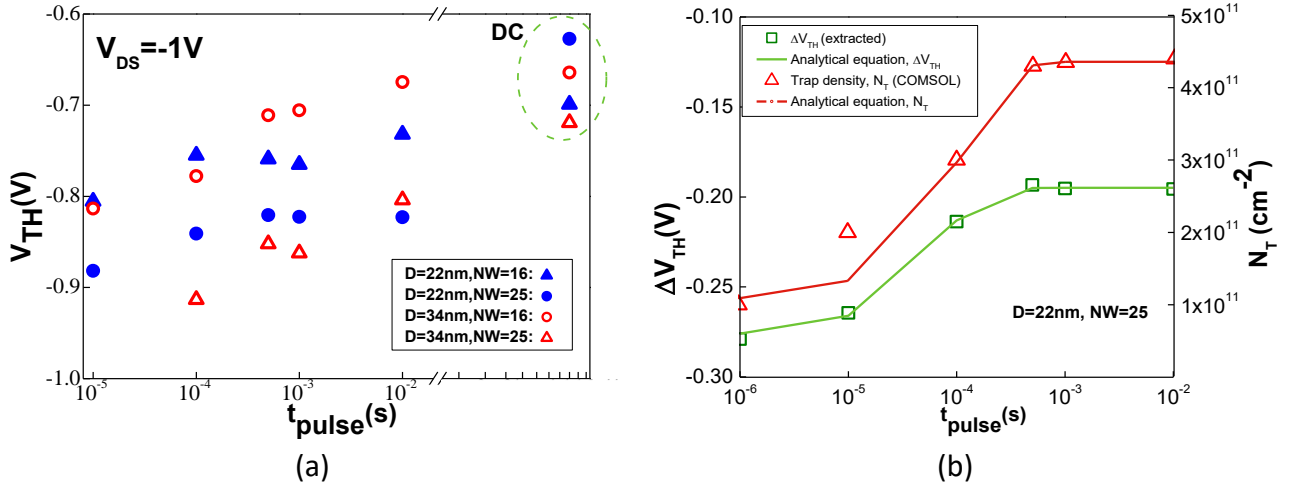 V_DS=-1V
DC
V_TH(V)
-0.6
-0.7
-0.8
-0.9
-1.0
D=22nm,NW=16:
D=22nm,NW=25:
D=34nm,NW=16:
D=34nm,NW=25:
10^-5
10^-4
10^-3
10^-2
t_pulse(s)
(a)
ΔV_TH(V)
-0.10
-0.15
-0.20
-0.25
-0.30
ΔV_TH (extracted)
Analytical equation, ΔV_TH
Trap density, N_T (COMSOL)
Analytical equation, N_T
D=22nm, NW=25
5x10^11
4x10^11
3x10^11
2x10^11
1x10^11
N_T (cm^-2)
10^-6
10^-5
10^-4
10^-3
10^-2
t_pulse(s)
(b)